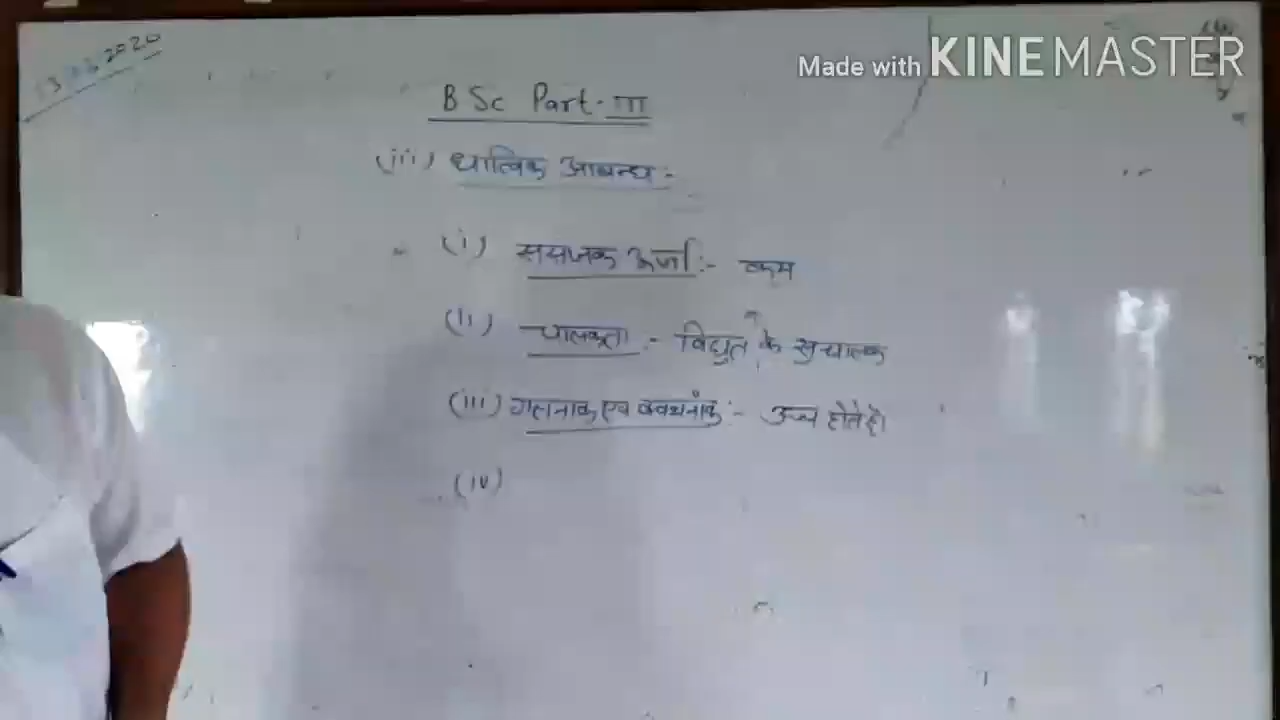 Made with KINEMASTER
B Sc Part-III
(iii) धात्विक आबन्ध :-
(i) ससंजक ऊर्जा :- कम
(ii) चालकता :- विद्युत के सुचालक
(iii) गलनांक एवं क्वथनांक :- उच्च होते है।
(iv)